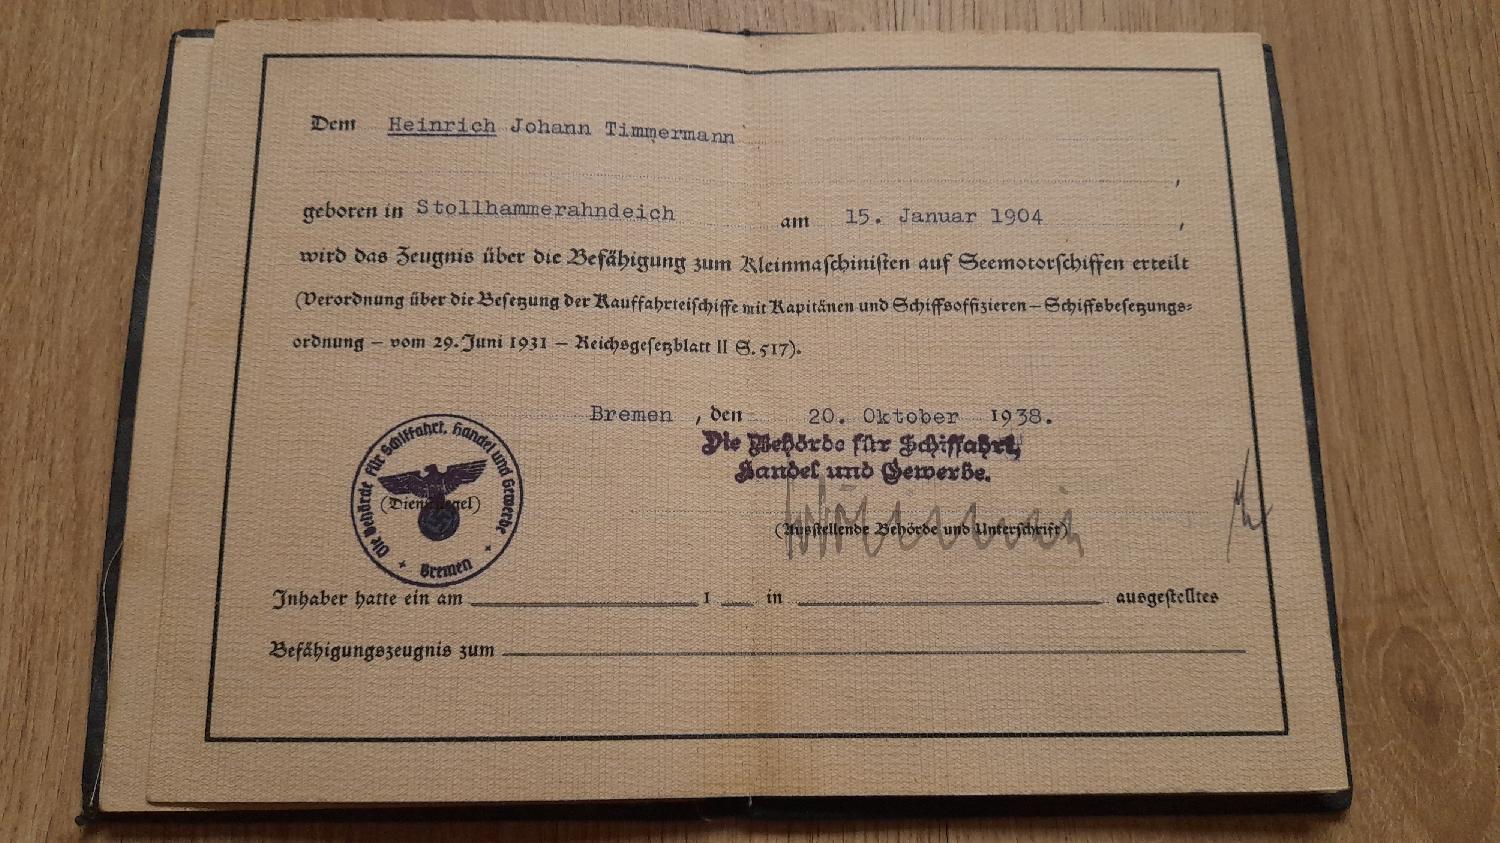 Dem Heinrich Johann Timmermann
,
geboren in Stollhammerahndeich am 15. Januar 1904 ,
wird das Zeugnis über die Befähigung zum Kleinmaschinisten auf Seemotorschiffen erteilt
(Verordnung über die Besetzung der Kauffahrteischiffe mit Kapitänen und Schiffsoffizieren – Schiffsbesetzungs-
ordnung – vom 29. Juni 1931 – Reichsgesetzblatt II S. 517).
Bremen , den 20. Oktober 1938.
Die Behörde für Schiffahrt,
Handel und Gewerbe.
Die Behörde für Schiffahrt, Handel und Gewerbe
(Dienstsiegel)
+ Bremen +
(Ausstellende Behörde und Unterschrift)
Inhaber hatte ein am 1 in ausgestelltes
Befähigungszeugnis zum